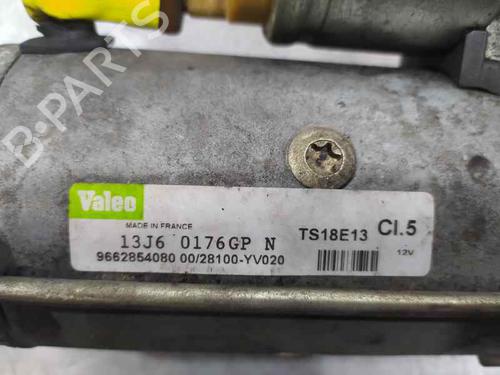 B-PARTS
Valeo
MADE IN FRANCE
13J6 0176GP N
TS18E13 Cl.5
9662854080 00/28100-YV020
12V